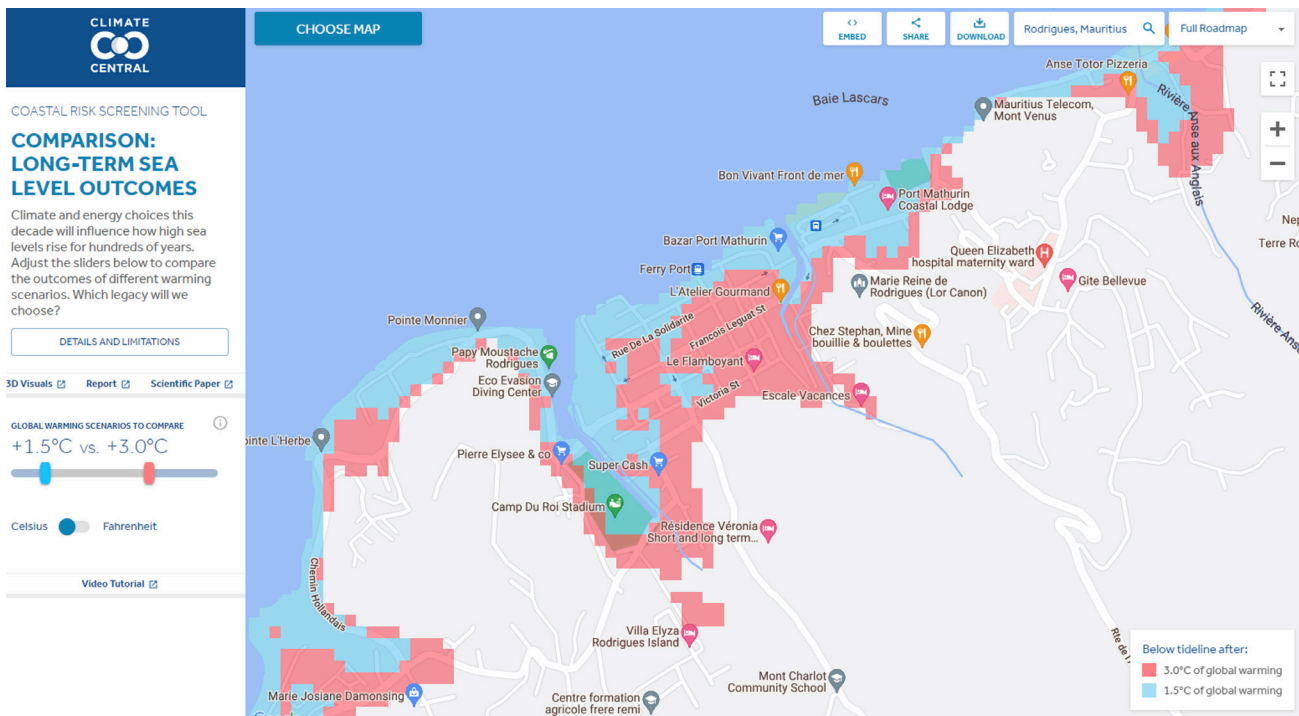 CLIMATE
CENTRAL
COASTAL RISK SCREENING TOOL
COMPARISON:
LONG-TERM SEA
LEVEL OUTCOMES
Climate and energy choices this
decade will influence how high sea
levels rise for hundreds of years.
Adjust the sliders below to compare
the outcomes of different warming
scenarios. Which legacy will we
choose?
DETAILS AND LIMITATIONS
3D Visuals
Report
Scientific Paper
GLOBAL WARMING SCENARIOS TO COMPARE
+1.5°C vs. +3.0°C
Celsius
Fahrenheit
Video Tutorial
CHOOSE MAP
EMBED
SHARE
DOWNLOAD
Rodrigues, Mauritius
Full Roadmap
Anse Totor Pizzeria
Baie Lascars
Mauritius Telecom,
Mont Venus
Rivière Anse aux Anglais
Bon Vivant Front de mer
Port Mathurin
Coastal Lodge
Nep
Terre Ro
Bazar Port Mathurin
Queen Elizabeth
hospital maternity ward
Ferry Port
L'Atelier Gourmand
Marie Reine de
Rodrigues (Lor Canon)
Gite Bellevue
Rivière Ans
Pointe Monnier
Rue De La Solidarite
Francois Leguat St
Chez Stephan, Mine
bouillie & boulettes
Papy Moustache
Rodrigues
Le Flamboyant
Eco Evasion
Diving Center
Victoria St
Escale Vacances
ointe L'Herbe
Pierre Elysee & co
Super Cash
Camp Du Roi Stadium
Résidence Véronia
Short and long term...
Chemin Hollandais
Villa Elyza
Rodrigues Island
Rte de l'
Mont Charlot
Community School
Marie Josiane Damonsing
Centre formation
agricole frere remi
Below tideline after:
3.0°C of global warming
1.5°C of global warming